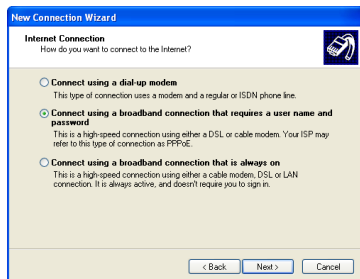 New Connection Wizard
Internet Connection
How do you want to connect to the Internet?
Connect using a dial-up modem
This type of connection uses a modem and a regular or ISDN phone line.
Connect using a broadband connection that requires a user name and
password
This is a high-speed connection using either a DSL or cable modem. Your ISP may
refer to this type of connection as PPPoE.
Connect using a broadband connection that is always on
This is a high-speed connection using either a cable modem, DSL or LAN
connection. It is always active, and doesn't require you to sign in.
< Back Next > Cancel